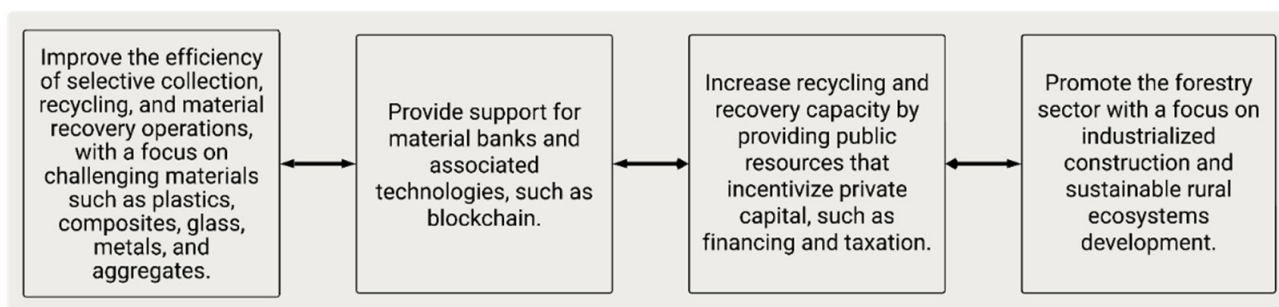 Improve the efficiency
of selective collection,
recycling, and material
recovery operations,
with a focus on
challenging materials
such as plastics,
composites, glass,
metals, and
aggregates.
Provide support for
material banks and
associated
technologies, such as
blockchain.
Increase recycling and
recovery capacity by
providing public
resources that
incentivize private
capital, such as
financing and taxation.
Promote the forestry
sector with a focus on
industrialized
construction and
sustainable rural
ecosystems
development.